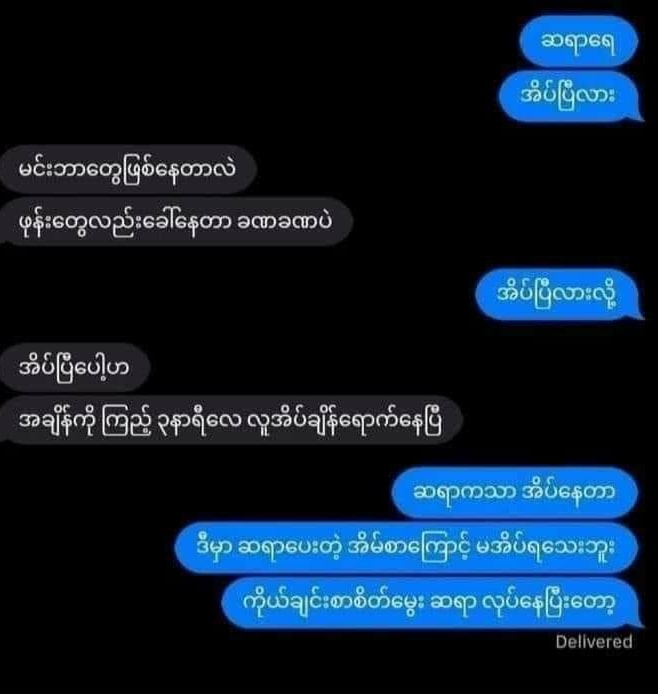 ဆရာရေ
အိပ်ပြီလား
မင်းဘာတွေဖြစ်နေတာလဲ
ဖုန်းတွေလည်းခေါ်နေတာ ခဏခဏပဲ
အိပ်ပြီလားလို့
အိပ်ပြီပေါ့ဟ
အချိန်ကို ကြည့် ၃နာရီလေ လူအိပ်ချိန်ရောက်နေပြီ
ဆရာကသာ အိပ်နေတာ
ဒီမှာ ဆရာပေးတဲ့ အိမ်စာကြောင့် မအိပ်ရသေးဘူး
ကိုယ်ချင်းစာစိတ်မွေး ဆရာ လုပ်နေပြီးတော့
Delivered